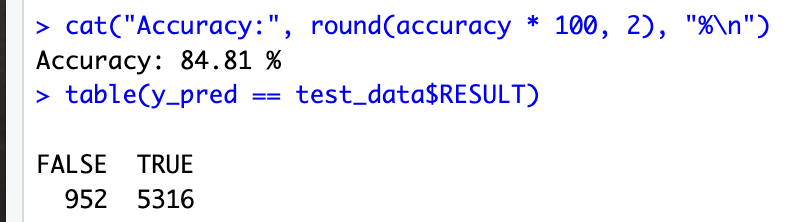 > cat("Accuracy:", round(accuracy * 100, 2), "%\n")
Accuracy: 84.81 %
> table(y_pred == test_data$RESULT)
FALSE  TRUE
  952  5316